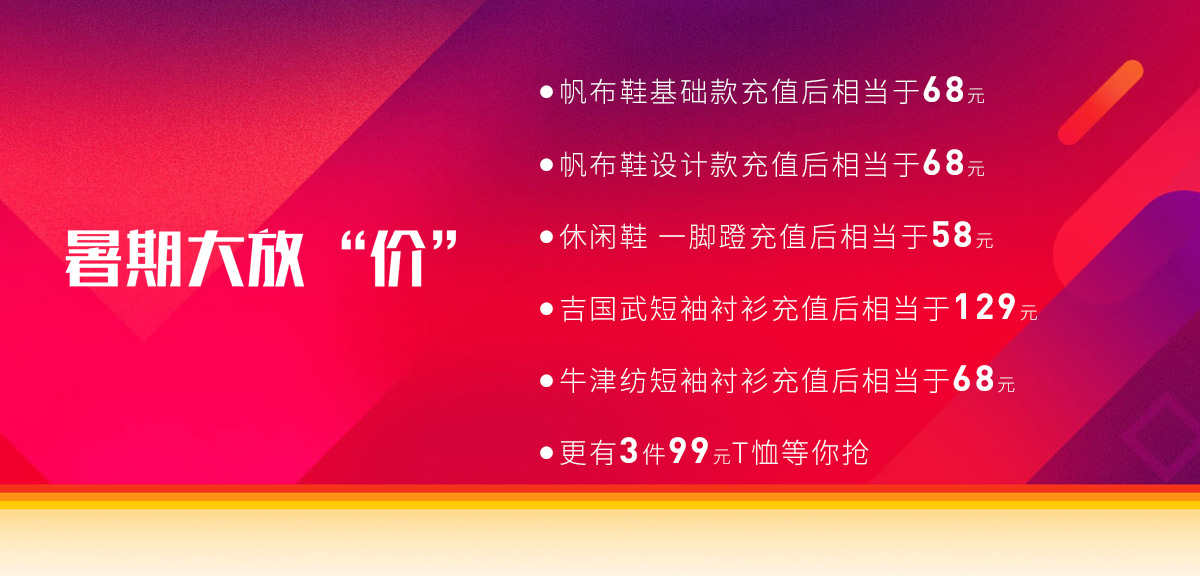 暑期大放“价”
●帆布鞋基础款充值后相当于68元
●帆布鞋设计款充值后相当于68元
●休闲鞋 一脚蹬充值后相当于58元
●吉国武短袖衬衫充值后相当于129元
●牛津纺短袖衬衫充值后相当于68元
●更有3件99元T恤等你抢